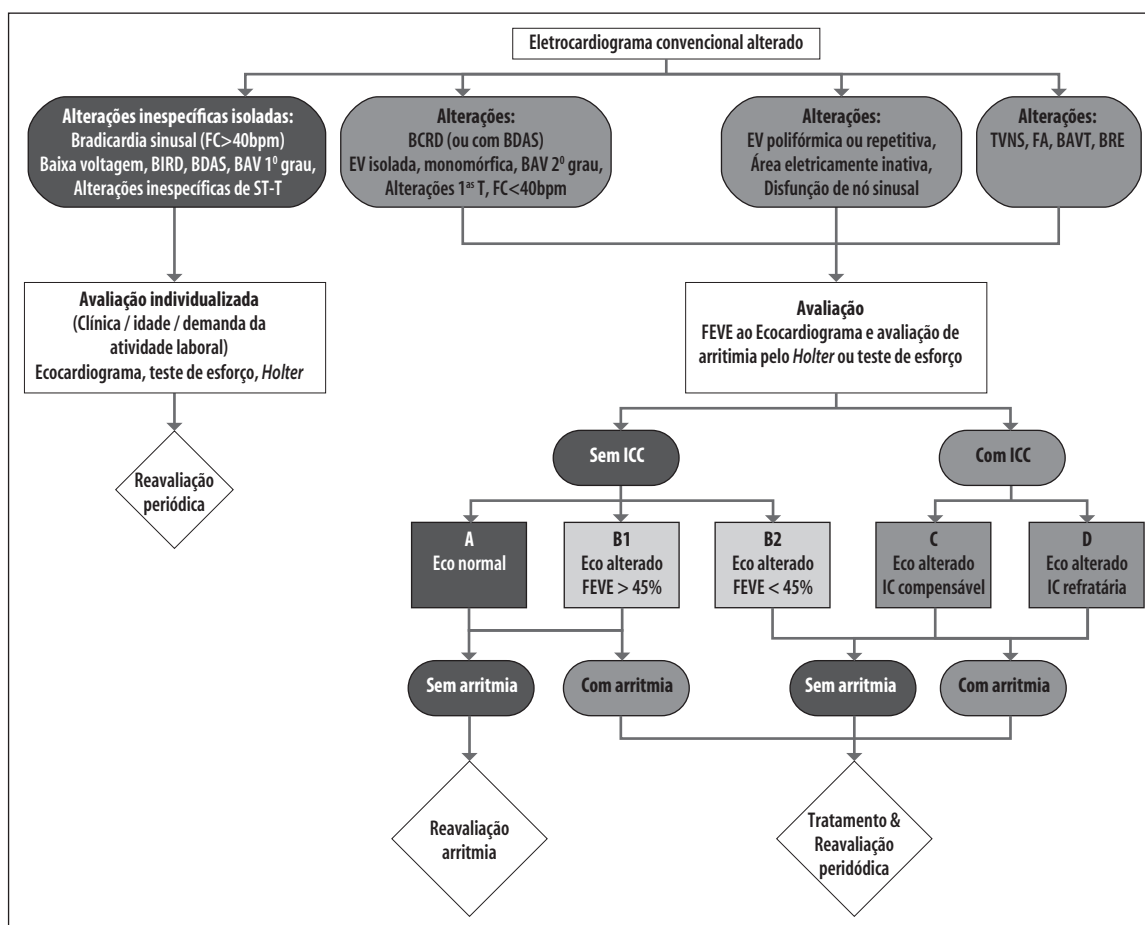 Eletrocardiograma convencional alterado
Alterações inespecíficas isoladas:
Bradicardia sinusal (FC>40bpm)
Baixa voltagem, BIRD, BDAS, BAV 1º grau,
Alterações inespecíficas de ST-T
Alterações:
BCRD (ou com BDAS)
EV isolada, monomórfica, BAV 2º grau,
Alterações 1ªs T, FC<40bpm
Alterações:
EV polifórmica ou repetitiva,
Área eletricamente inativa,
Disfunção de nó sinusal
Alterações:
TVNS, FA, BAVT, BRE
Avaliação individualizada
(Clínica / idade / demanda da
atividade laboral)
Ecocardiograma, teste de esforço, Holter
Avaliação
FEVE ao Ecocardiograma e avaliação de
arritimia pelo Holter ou teste de esforço
Reavaliação
periódica
Sem ICC
Com ICC
A
Eco normal
B1
Eco alterado
FEVE > 45%
B2
Eco alterado
FEVE < 45%
C
Eco alterado
IC compensável
D
Eco alterado
IC refratária
Sem arritmia
Com arritmia
Sem arritmia
Com arritmia
Reavaliação
arritmia
Tratamento &
Reavaliação
peridódica